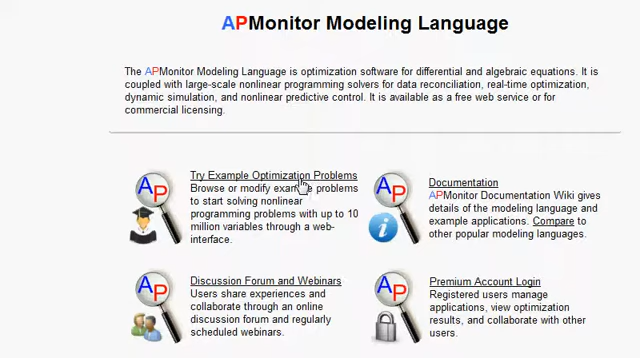 APMonitor Modeling Language
The APMonitor Modeling Language is optimization software for differential and algebraic equations. It is
coupled with large-scale nonlinear programming solvers for data reconciliation, real-time optimization,
dynamic simulation, and nonlinear predictive control. It is available as a free web service or for
commercial licensing.
AP
Try Example Optimization Problems
Browse or modify example problems
to start solving nonlinear
programming problems with up to 10
million variables through a web-
interface.
AP
i
Documentation
APMonitor Documentation Wiki gives
details of the modeling language and
example applications. Compare to
other popular modeling languages.
AP
Discussion Forum and Webinars
Users share experiences and
collaborate through an online
discussion forum and regularly
scheduled webinars.
AP
Premium Account Login
Registered users manage
applications, view optimization
results, and collaborate with other
users.